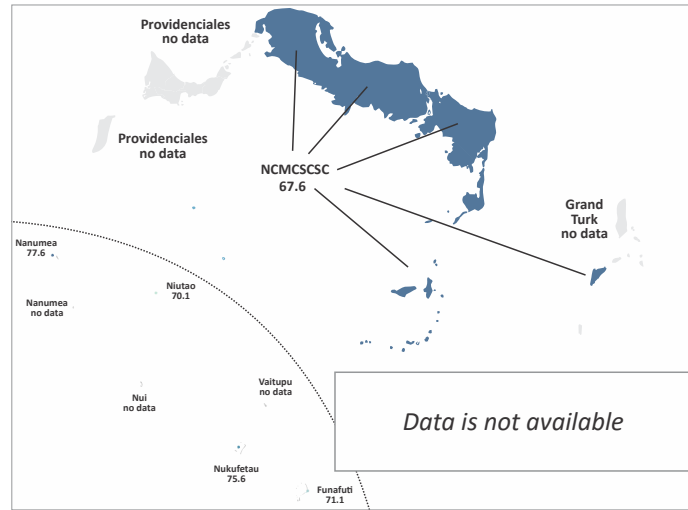 Providenciales
no data
Providenciales
no data
NCMCSCSC
67.6
Grand
Turk
no data
Nanumea
77.6
Niutao
70.1
Nanumea
no data
Nui
no data
Vaitupu
no data
Data is not available
Nukufetau
75.6
Funafuti
71.1